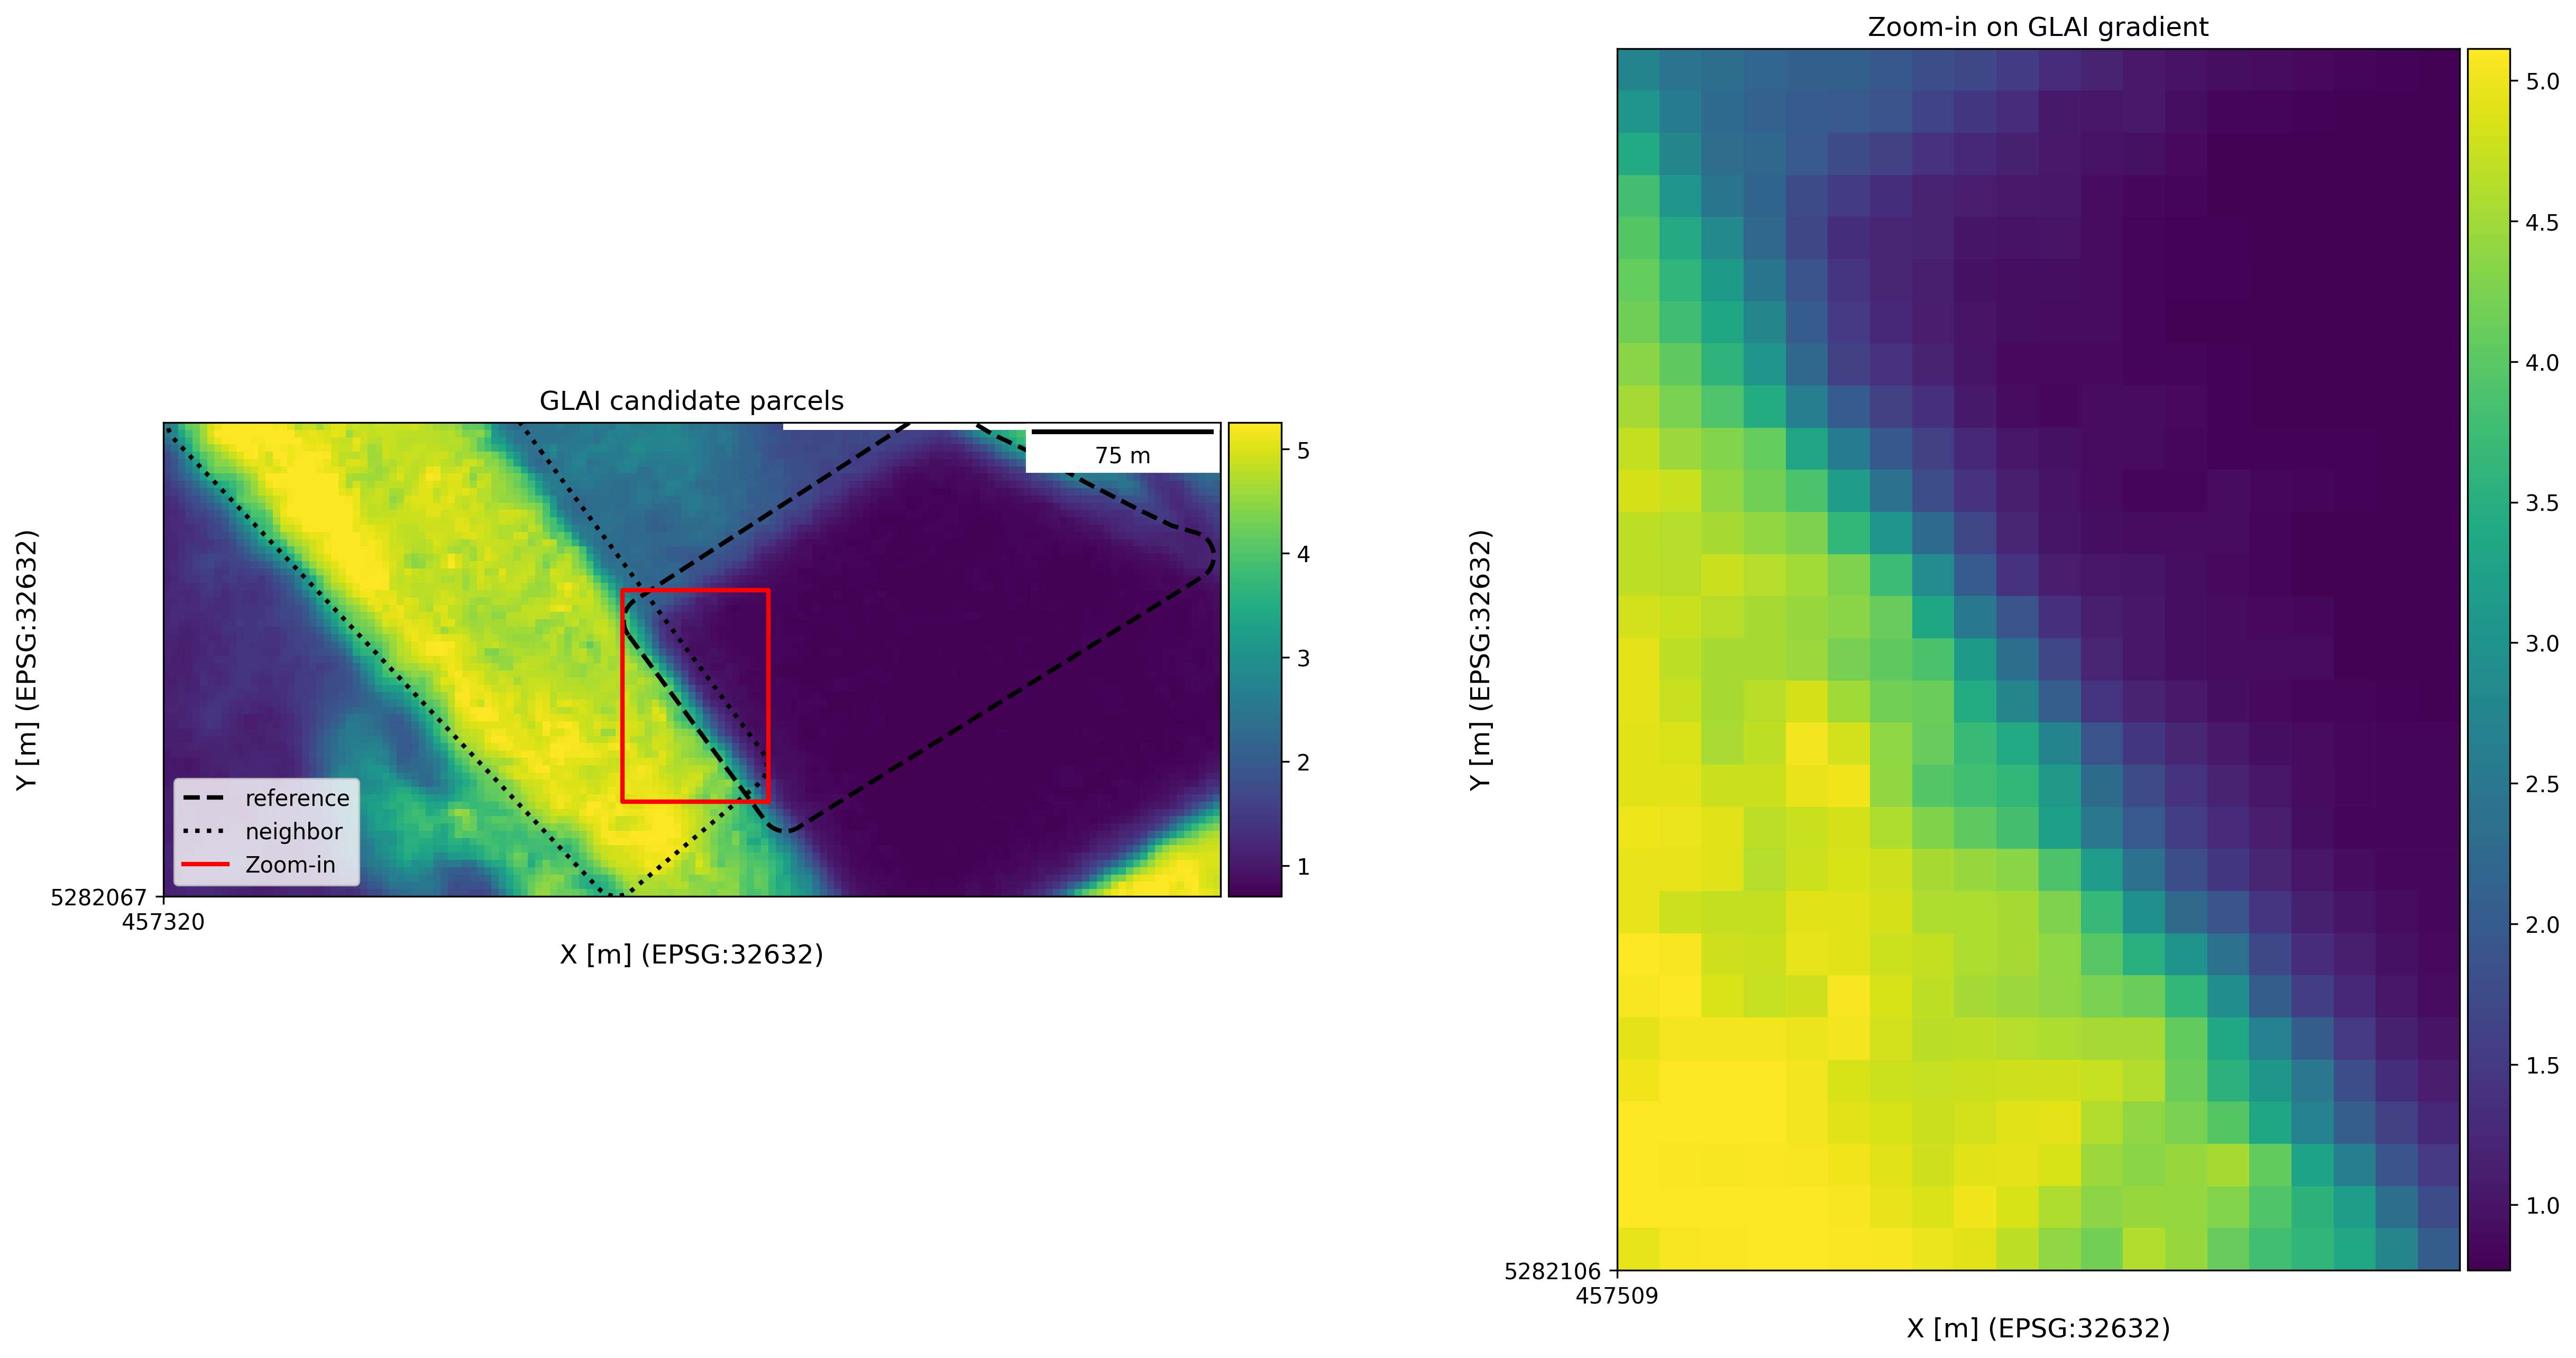 GLAI candidate parcels
75 m
5
4
3
2
1
reference
neighbor
Zoom-in
Y [m] (EPSG:32632)
5282067
457320
X [m] (EPSG:32632)
Zoom-in on GLAI gradient
5.0
4.5
4.0
3.5
3.0
2.5
2.0
1.5
1.0
Y [m] (EPSG:32632)
5282106
457509
X [m] (EPSG:32632)